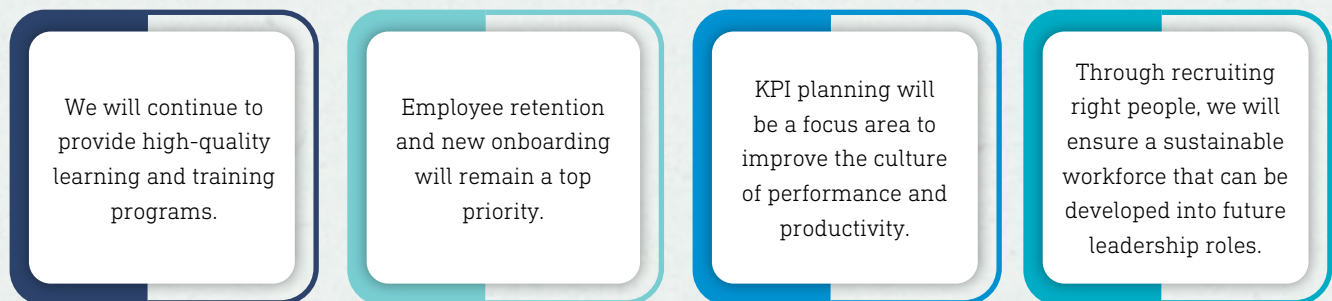 We will continue to
provide high-quality
learning and training
programs.
Employee retention
and new onboarding
will remain a top
priority.
KPI planning will
be a focus area to
improve the culture
of performance and
productivity.
Through recruiting
right people, we will
ensure a sustainable
workforce that can be
developed into future
leadership roles.